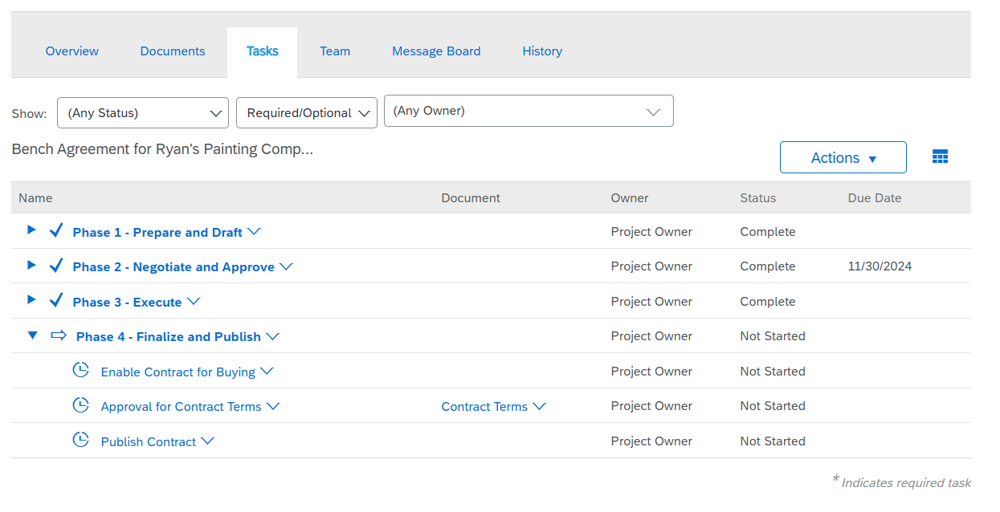 Overview Documents Tasks Team Message Board History
Show: (Any Status) Required/Optional (Any Owner)
Bench Agreement for Ryan's Painting Comp...
Actions
Name Document Owner Status Due Date
Phase 1 - Prepare and Draft Project Owner Complete
Phase 2 - Negotiate and Approve Project Owner Complete 11/30/2024
Phase 3 - Execute Project Owner Complete
Phase 4 - Finalize and Publish Project Owner Not Started
Enable Contract for Buying Project Owner Not Started
Approval for Contract Terms Contract Terms Project Owner Not Started
Publish Contract Project Owner Not Started
* Indicates required task